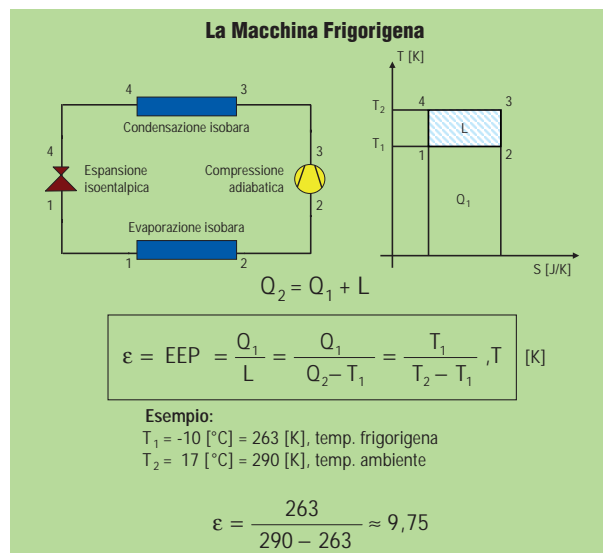 La Macchina Frigorigena
4 3
Condensazione isobara
4
Espansione
isoentalpica
1
Compressione
adiabatica
3
2
Evaporazione isobara
1 2
T [K]
T2 4 3
L
T1 1 2
Q1
S [J/K]
Q2 = Q1 + L
ε = EEP = Q1/L = Q1/(Q2 – T1) = T1/(T2 – T1) ,T [K]
Esempio:
T1 = -10 [°C] = 263 [K], temp. frigorigena
T2 = 17 [°C] = 290 [K], temp. ambiente
ε = 263/(290 – 263) ≈ 9,75